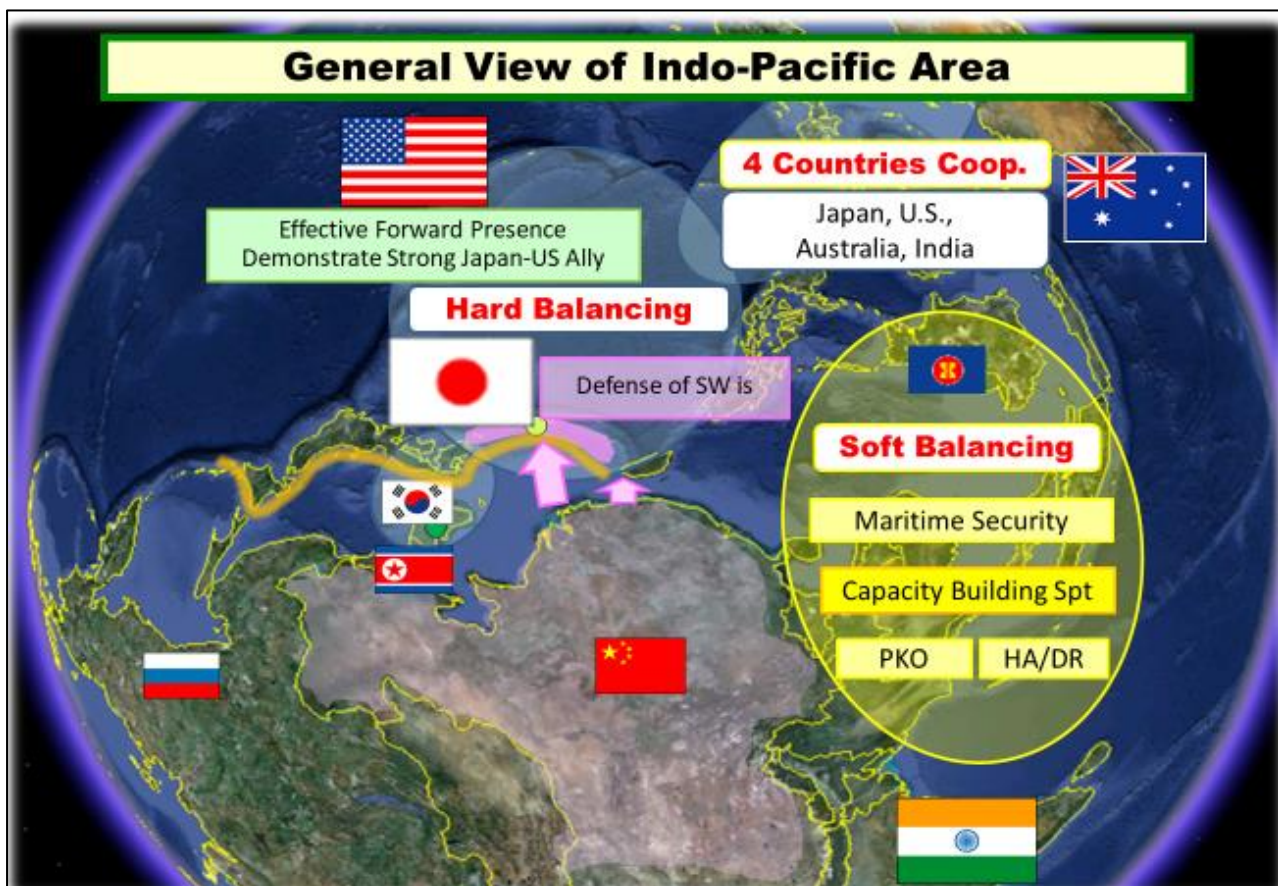 General View of Indo-Pacific Area
4 Countries Coop.
Japan, U.S.,
Australia, India
Effective Forward Presence
Demonstrate Strong Japan-US Ally
Hard Balancing
Defense of SW is
Soft Balancing
Maritime Security
Capacity Building Spt
PKO
HA/DR